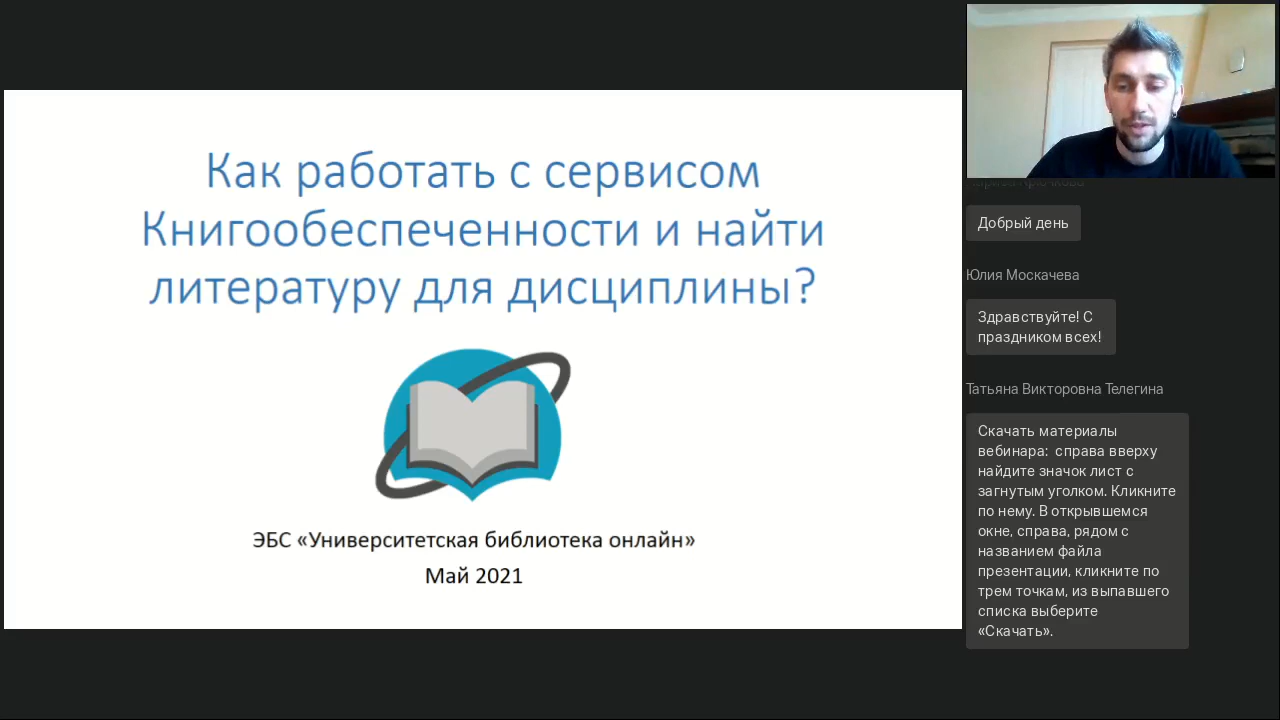 Как работать с сервисом
Книгообеспеченности и найти
литературу для дисциплины?
ЭБС «Университетская библиотека онлайн»
Май 2021
Добрый день
Юлия Москачева
Здравствуйте! С
праздником всех!
Татьяна Викторовна Телегина
Скачать материалы
вебинара:  справа вверху
найдите значок лист с
загнутым уголком. Кликните
по нему. В открывшемся
окне, справа, рядом с
названием файла
презентации, кликните по
трем точкам, из выпавшего
списка выберите
«Скачать».